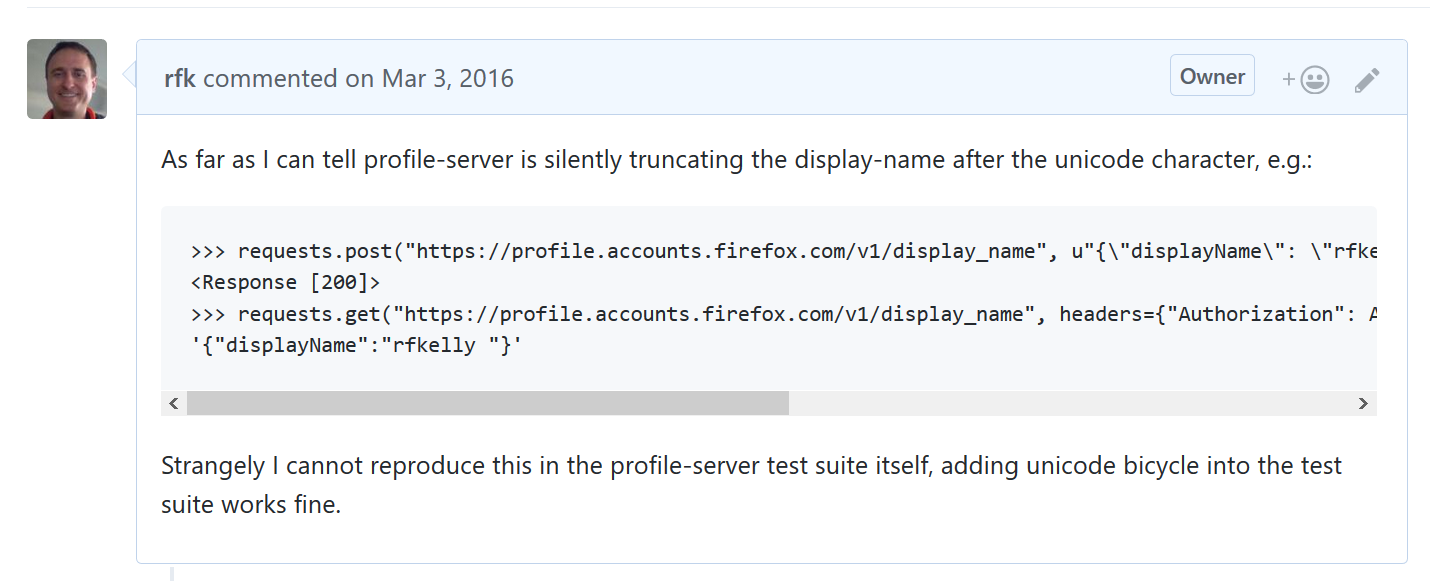 rfk commented on Mar 3, 2016
Owner
As far as I can tell profile-server is silently truncating the display-name after the unicode character, e.g.:
>>> requests.post("https://profile.accounts.firefox.com/v1/display_name", u"{\"displayName\": \"rfke
<Response [200]>
>>> requests.get("https://profile.accounts.firefox.com/v1/display_name", headers={"Authorization": A
'{"displayName":"rfkelly "}'
Strangely I cannot reproduce this in the profile-server test suite itself, adding unicode bicycle into the test
suite works fine.